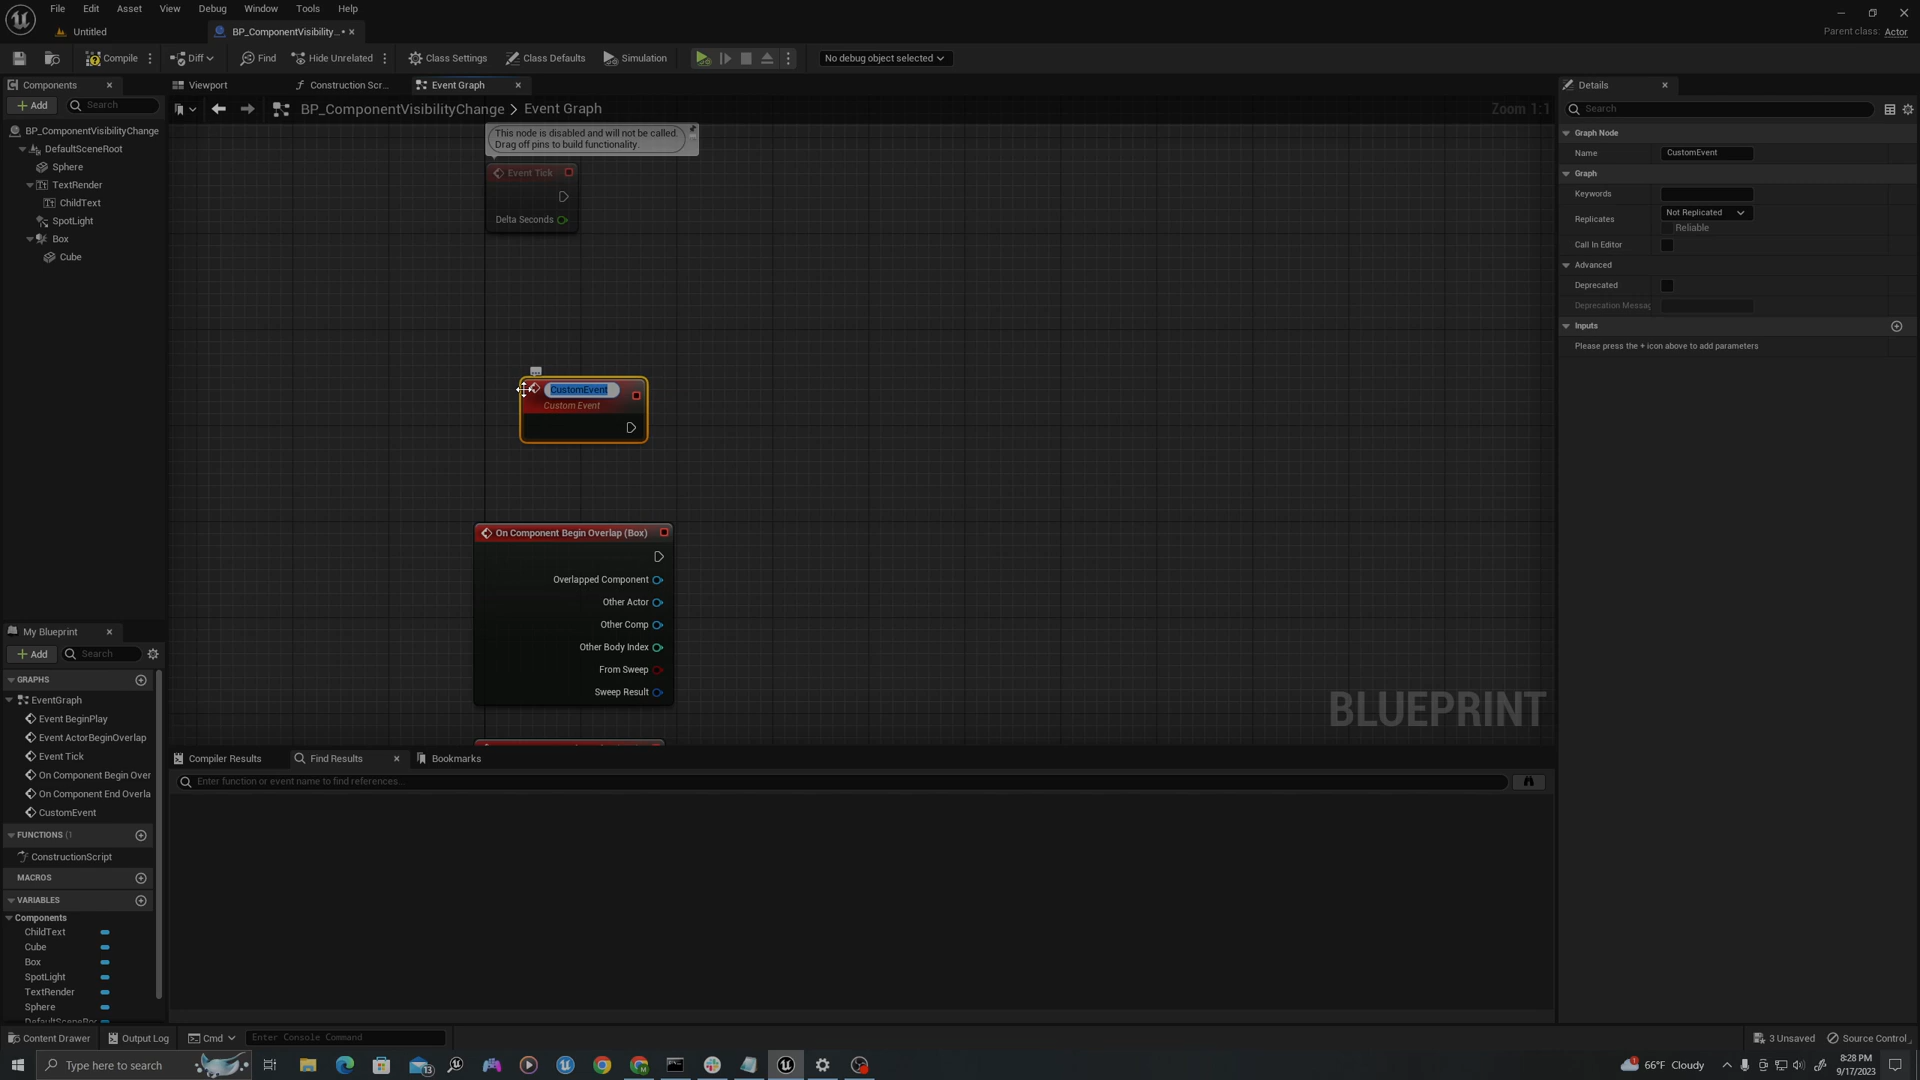 File Edit Asset View Debug Window Tools Help
Untitled
BP_ComponentVisibility...
Parent class: Actor
Compile
Diff
Find
Hide Unrelated
Class Settings
Class Defaults
Simulation
No debug object selected
Components
Viewport
Construction Scr...
Event Graph
Details
Add
Search
BP_ComponentVisibilityChange > Event Graph
Zoom 1:1
Search
BP_ComponentVisibilityChange
DefaultSceneRoot
Sphere
TextRender
ChildText
SpotLight
Box
Cube
This node is disabled and will not be called.
Drag off pins to build functionality.
Event Tick
Delta Seconds
CustomEvent
Custom Event
On Component Begin Overlap (Box)
Overlapped Component
Other Actor
Other Comp
Other Body Index
From Sweep
Sweep Result
BLUEPRINT
Graph Node
Name
CustomEvent
Graph
Keywords
Replicates
Not Replicated
Reliable
Call In Editor
Advanced
Deprecated
Deprecation Messag
Inputs
Please press the + icon above to add parameters
My Blueprint
Add
Search
GRAPHS
EventGraph
Event BeginPlay
Event ActorBeginOverlap
Event Tick
On Component Begin Over
On Component End Overla
CustomEvent
FUNCTIONS (1
ConstructionScript
MACROS
VARIABLES
Components
ChildText
Cube
Box
SpotLight
TextRender
Sphere
Compiler Results
Find Results
Bookmarks
Enter function or event name to find references...
Content Drawer
Output Log
Cmd
Enter Console Command
3 Unsaved
Source Control
Type here to search
13
66°F Cloudy
8:28 PM
9/17/2023